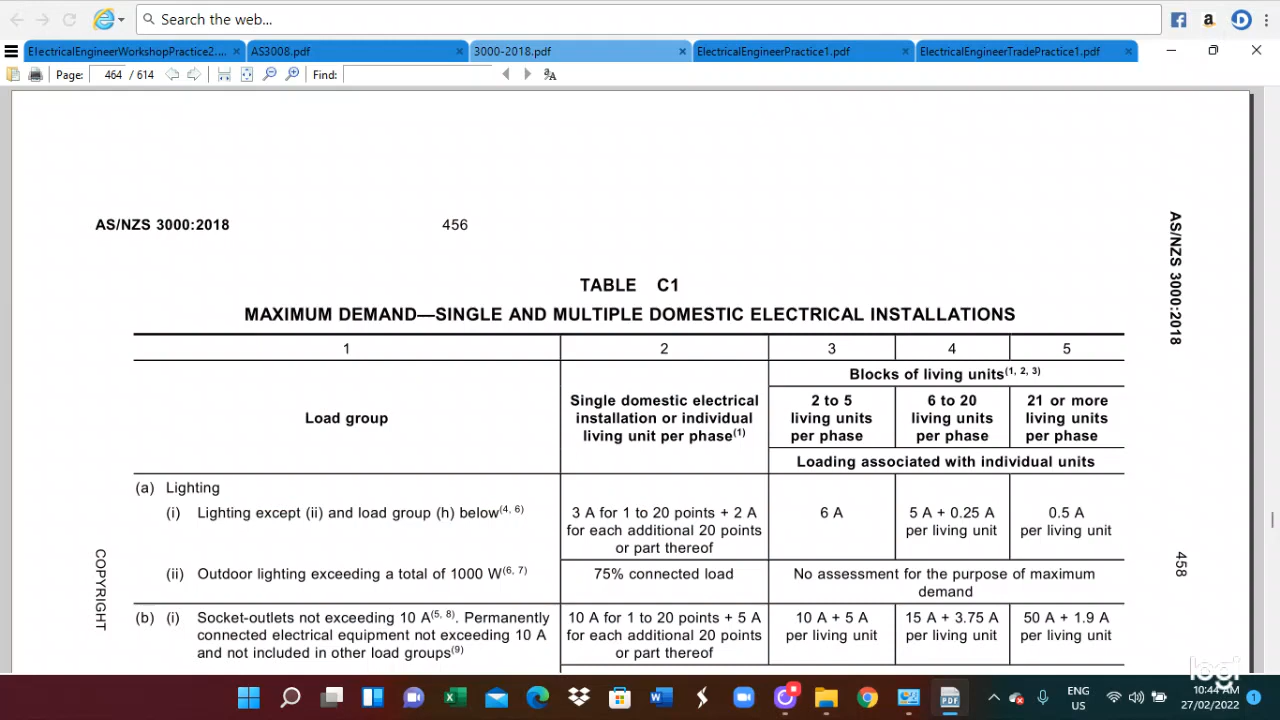 Search the web...
ElectricalEngineerWorkshopPractice2....
AS3008.pdf
3000-2018.pdf
ElectricalEngineerPractice1.pdf
ElectricalEngineerTradePractice1.pdf
Page: 464 / 614
Find:
AS/NZS 3000:2018
456
AS/NZS 3000:2018
TABLE C1
MAXIMUM DEMAND—SINGLE AND MULTIPLE DOMESTIC ELECTRICAL INSTALLATIONS
1
2
3
4
5
Load group
Single domestic electrical
installation or individual
living unit per phase(1)
Blocks of living units(1, 2, 3)
2 to 5
living units
per phase
6 to 20
living units
per phase
21 or more
living units
per phase
Loading associated with individual units
(a) Lighting
(i) Lighting except (ii) and load group (h) below(4, 6)
3 A for 1 to 20 points + 2 A
for each additional 20 points
or part thereof
6 A
5 A + 0.25 A
per living unit
0.5 A
per living unit
(ii) Outdoor lighting exceeding a total of 1000 W(6, 7)
75% connected load
No assessment for the purpose of maximum
demand
(b) (i) Socket-outlets not exceeding 10 A(5, 8). Permanently
connected electrical equipment not exceeding 10 A
and not included in other load groups(9)
10 A for 1 to 20 points + 5 A
for each additional 20 points
or part thereof
10 A + 5 A
per living unit
15 A + 3.75 A
per living unit
50 A + 1.9 A
per living unit
COPYRIGHT
458
logi
ENG
US
10:44 AM
27/02/2022